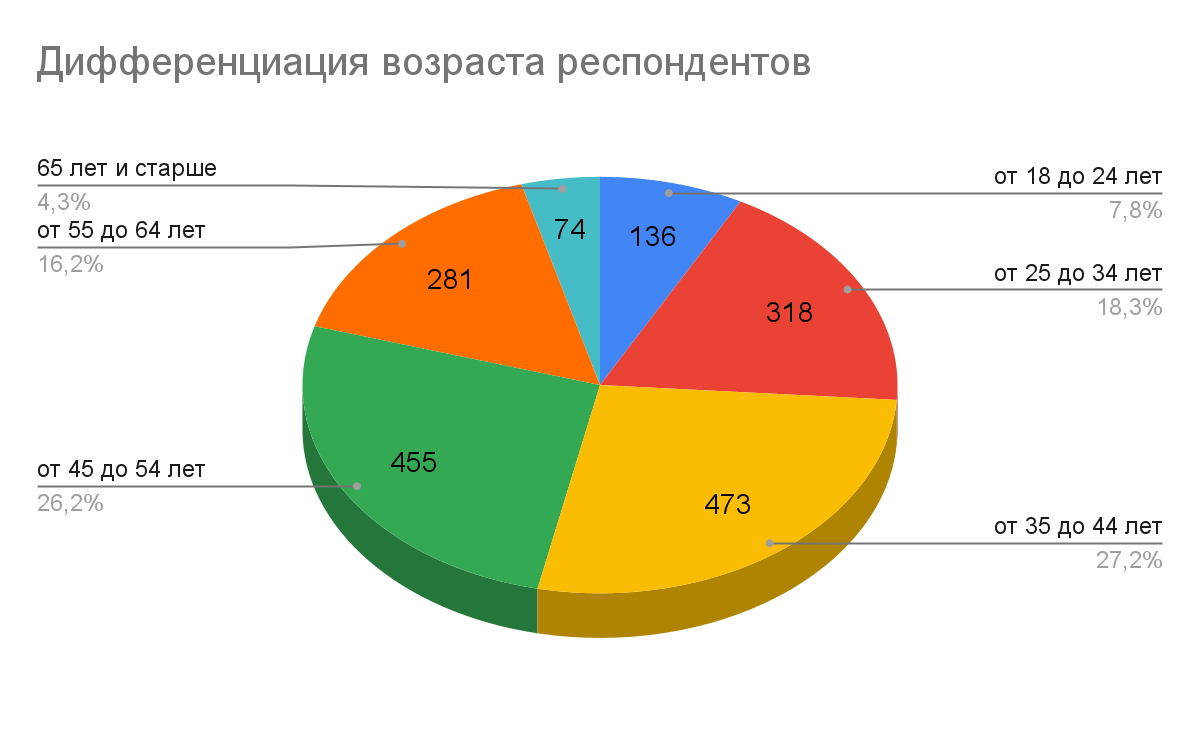 Дифференциация возраста респондентов
65 лет и старше
4,3%
от 55 до 64 лет
16,2%
от 45 до 54 лет
26,2%
от 18 до 24 лет
7,8%
от 25 до 34 лет
18,3%
от 35 до 44 лет
27,2%
74
136
281
318
455
473